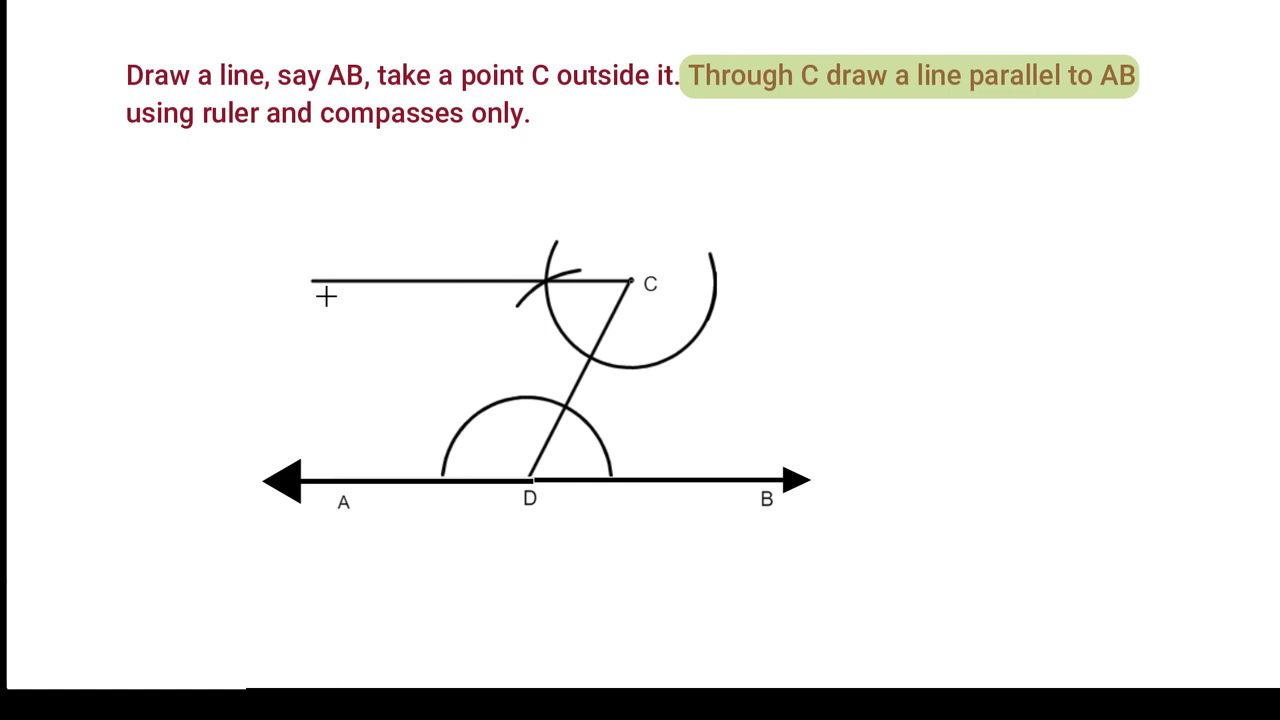 Draw a line, say AB, take a point C outside it. Through C draw a line parallel to AB
using ruler and compasses only.
C
A
D
B